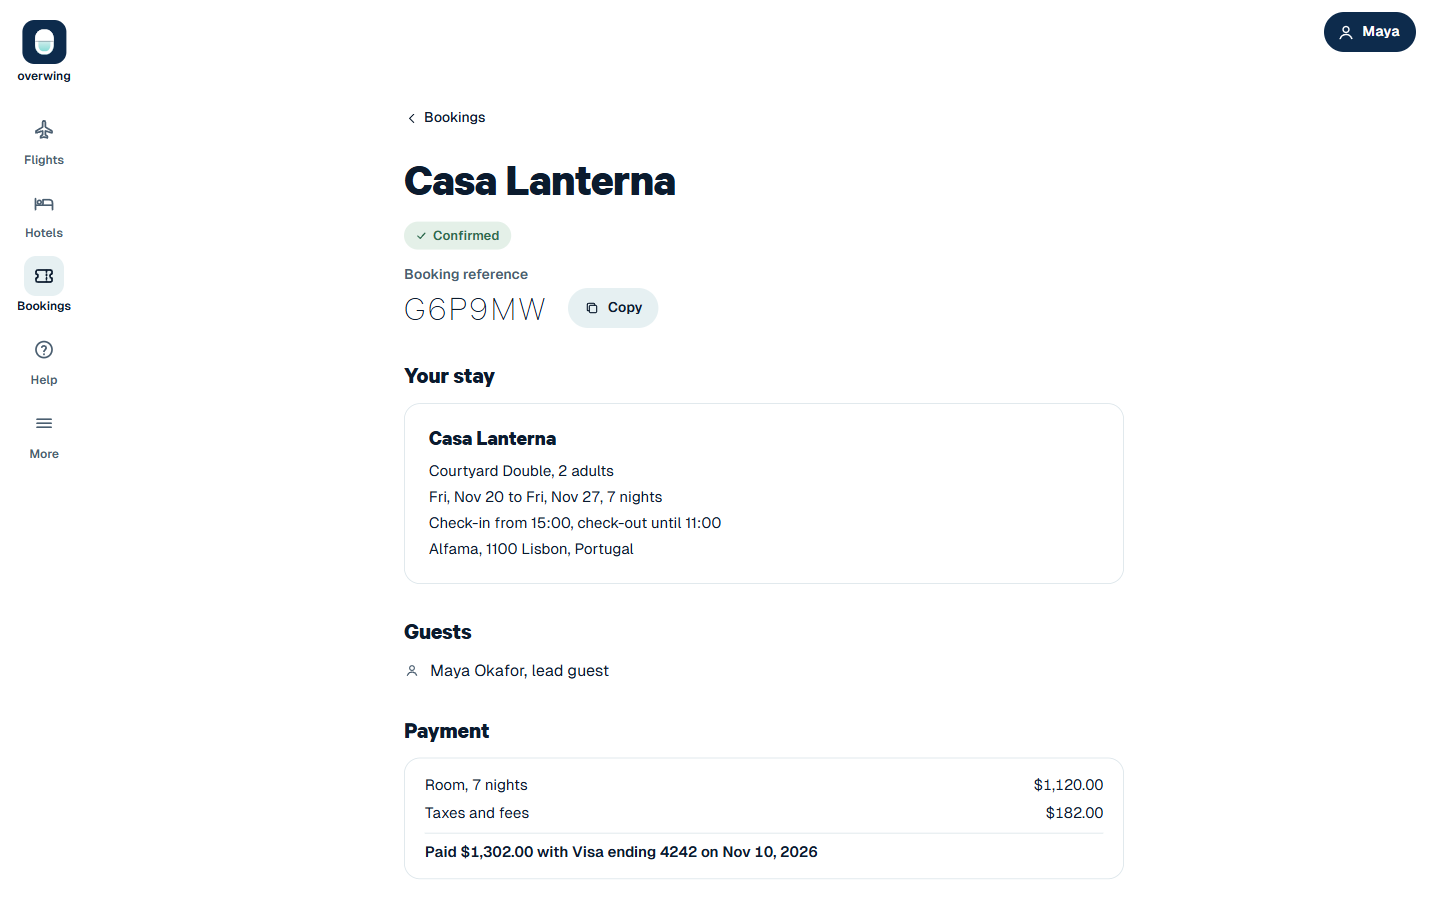 overwing
Flights
Hotels
Bookings
Help
More
Maya
Bookings
Casa Lanterna
Confirmed
Booking reference
G6P9MW
Copy
Your stay
Casa Lanterna
Courtyard Double, 2 adults
Fri, Nov 20 to Fri, Nov 27, 7 nights
Check-in from 15:00, check-out until 11:00
Alfama, 1100 Lisbon, Portugal
Guests
Maya Okafor, lead guest
Payment
Room, 7 nights $1,120.00
Taxes and fees $182.00
Paid $1,302.00 with Visa ending 4242 on Nov 10, 2026